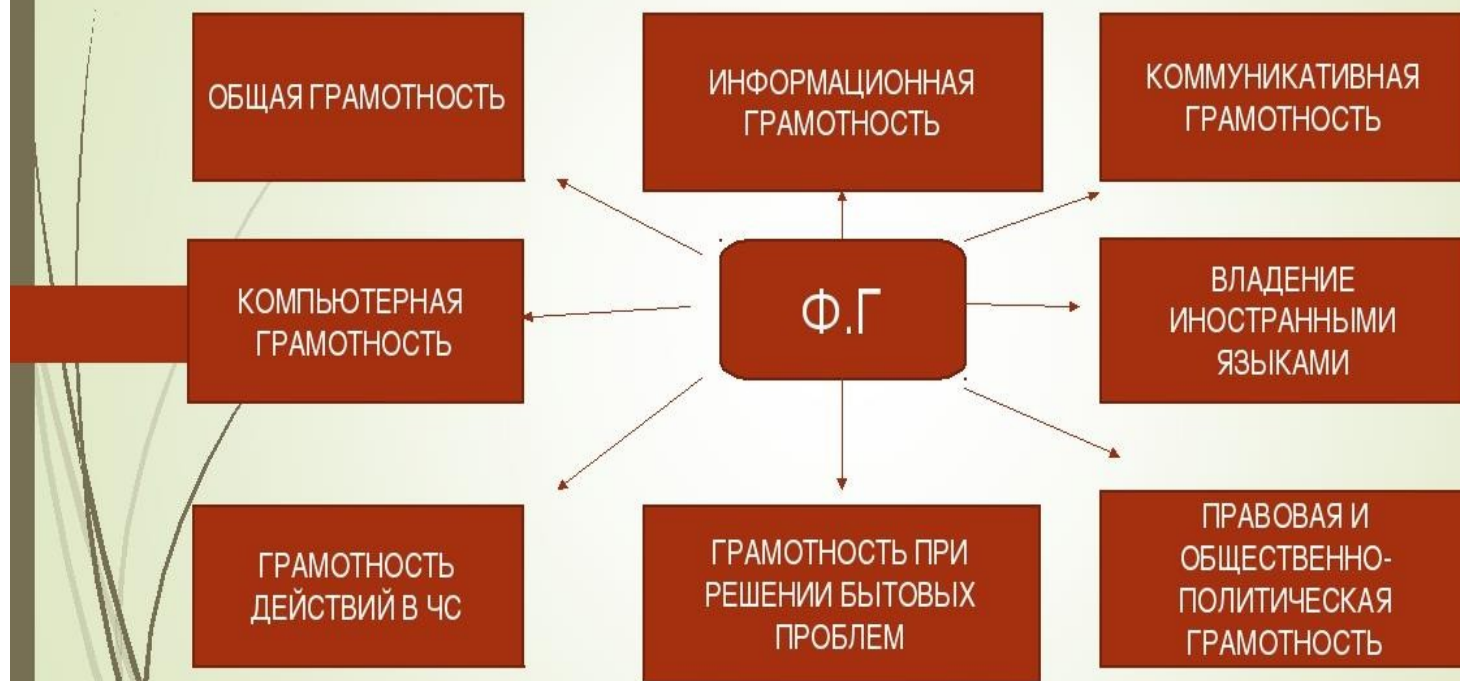 ОБЩАЯ ГРАМОТНОСТЬ
ИНФОРМАЦИОННАЯ
ГРАМОТНОСТЬ
КОММУНИКАТИВНАЯ
ГРАМОТНОСТЬ
КОМПЬЮТЕРНАЯ
ГРАМОТНОСТЬ
Ф.Г
ВЛАДЕНИЕ
ИНОСТРАННЫМИ
ЯЗЫКАМИ
ГРАМОТНОСТЬ
ДЕЙСТВИЙ В ЧС
ГРАМОТНОСТЬ ПРИ
РЕШЕНИИ БЫТОВЫХ
ПРОБЛЕМ
ПРАВОВАЯ И
ОБЩЕСТВЕННО-
ПОЛИТИЧЕСКАЯ
ГРАМОТНОСТЬ